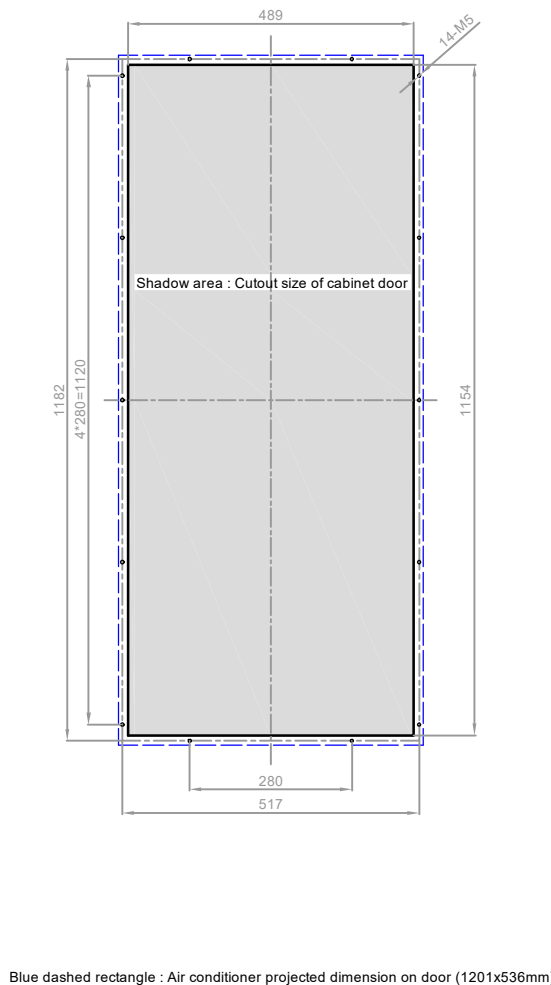 489
14-M5
Shadow area : Cutout size of cabinet door
1182
4*280=1120
1154
280
517
Blue dashed rectangle : Air conditioner projected dimension on door (1201x536mm)